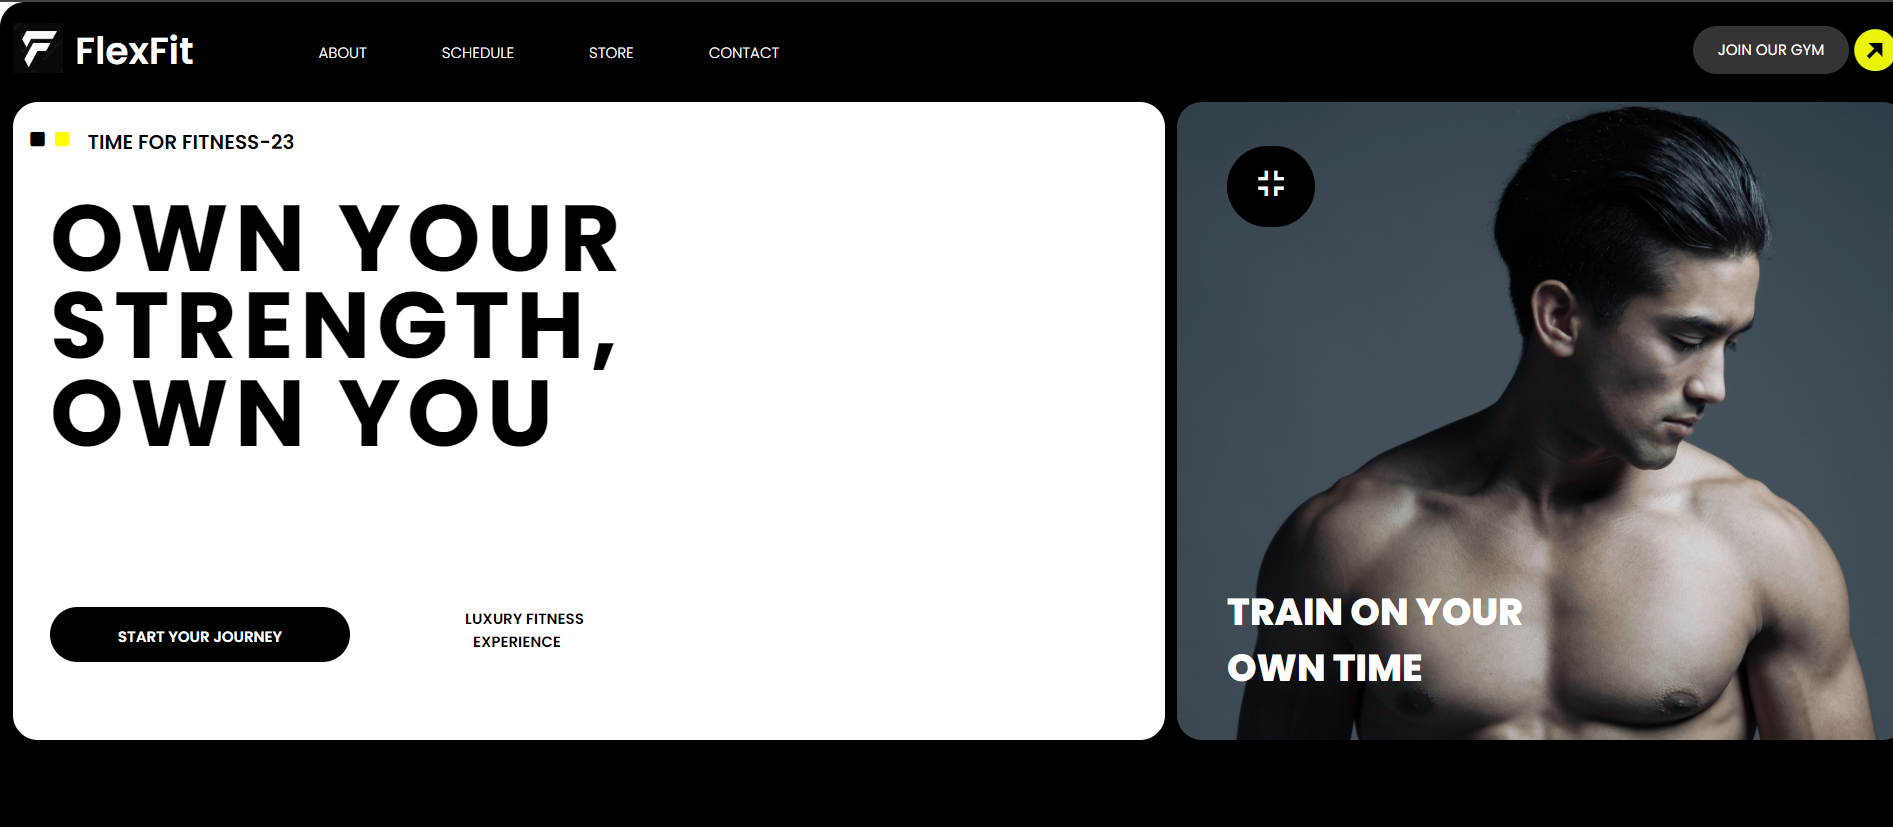 FlexFit
ABOUT
SCHEDULE
STORE
CONTACT
JOIN OUR GYM
TIME FOR FITNESS-23
OWN YOUR
STRENGTH,
OWN YOU
START YOUR JOURNEY
LUXURY FITNESS
EXPERIENCE
TRAIN ON YOUR
OWN TIME